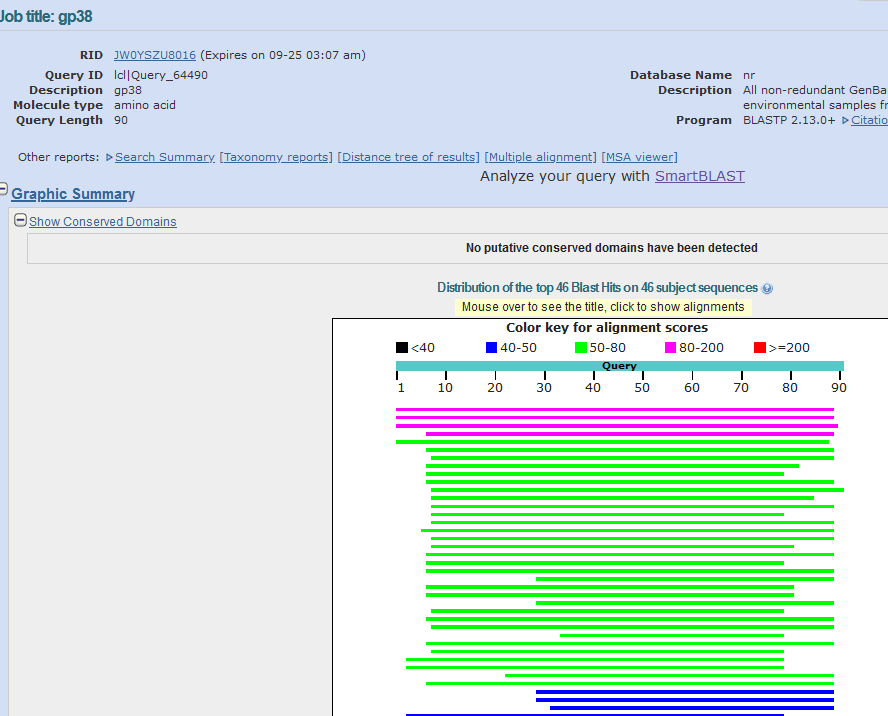 Job title: gp38
RID JW0YSZU8016 (Expires on 09-25 03:07 am)
Query ID lcl|Query_64490
Description gp38
Molecule type amino acid
Query Length 90
Database Name nr
Description All non-redundant GenBa
environmental samples fr
Program BLASTP 2.13.0+ Citatio
Other reports: Search Summary [Taxonomy reports] [Distance tree of results] [Multiple alignment] [MSA viewer]
Analyze your query with SmartBLAST
Graphic Summary
Show Conserved Domains
No putative conserved domains have been detected
Distribution of the top 46 Blast Hits on 46 subject sequences ?
Mouse over to see the title, click to show alignments
Color key for alignment scores
<40 40-50 50-80 80-200 >=200
Query
1 10 20 30 40 50 60 70 80 90